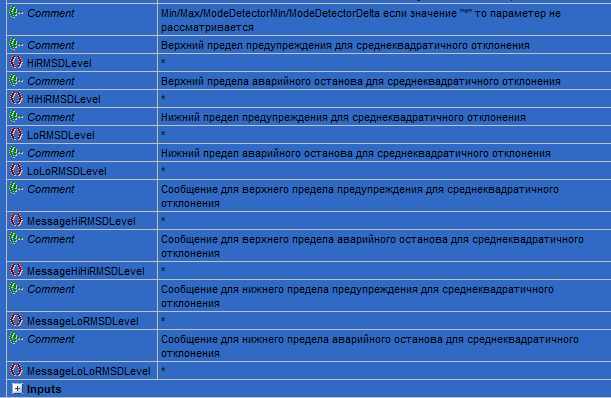 Min/Max/ModeDetectorMin/ModeDetectorDelta если значение "*" то параметр не
рассматривается
Comment Верхний предел предупреждения для среднеквадратичного отклонения
HiRMSDLevel *
Comment Верхний предела аварийного останова для среднеквадратичного отклонения
HiHiRMSDLevel *
Comment Нижний предел предупреждения для среднеквадратичного отклонения
LoRMSDLevel *
Comment Нижний предел аварийного останова для среднеквадратичного отклонения
LoLoRMSDLevel *
Comment Сообщение для верхнего предела предупреждения для среднеквадратичного
отклонения
MessageHiRMSDLevel *
Comment Сообщение для верхнего предела аварийного останова для среднеквадратичного
отклонения
MessageHiHiRMSDLevel *
Comment Сообщение для нижнего предела предупреждения для среднеквадратичного
отклонения
MessageLoRMSDLevel *
Comment Сообщение для нижнего предела аварийного останова для среднеквадратичного
отклонения
MessageLoLoRMSDLevel *
Inputs